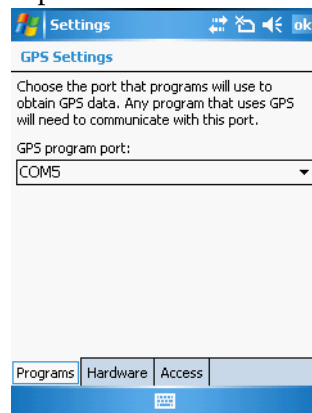 Settings
ok
GPS Settings
Choose the port that programs will use to
obtain GPS data. Any program that uses GPS
will need to communicate with this port.
GPS program port:
COM5
Programs Hardware Access